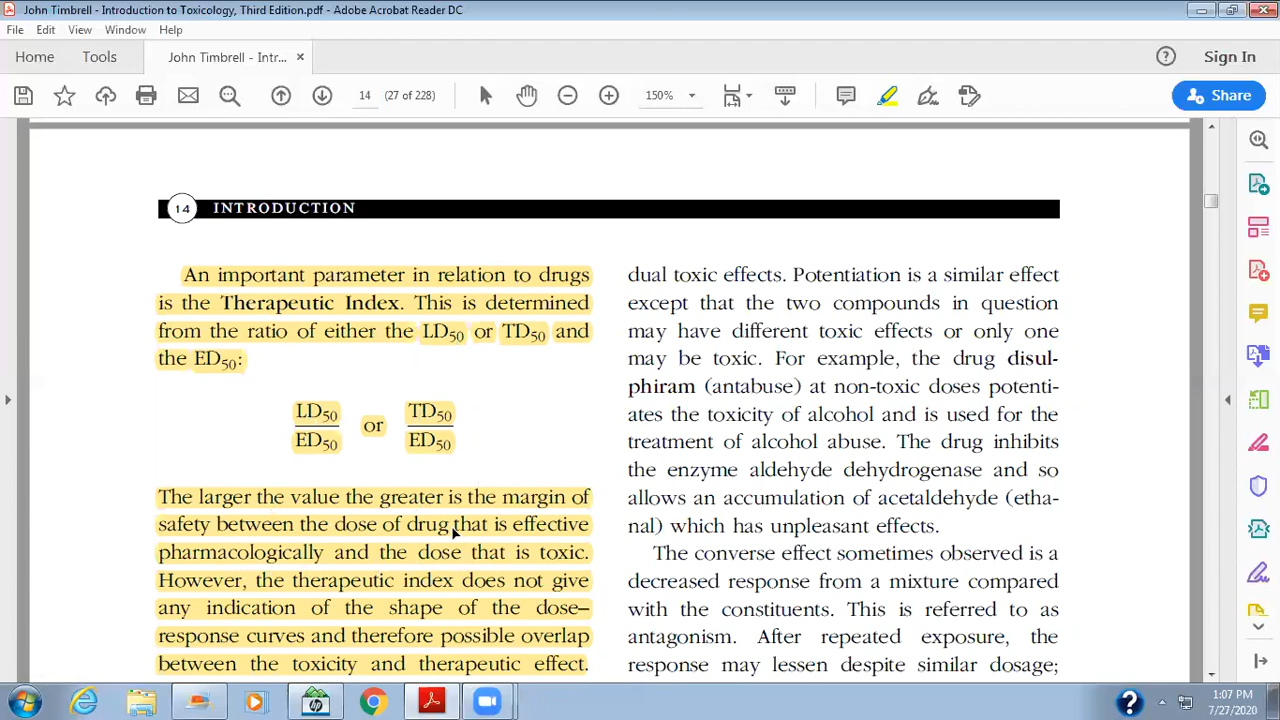 John Timbrell - Introduction to Toxicology, Third Edition.pdf - Adobe Acrobat Reader DC
File Edit View Window Help
Home Tools John Timbrell - Intr... × ? Sign In
14 (27 of 228) 150% Share
14 INTRODUCTION
An important parameter in relation to drugs
is the Therapeutic Index. This is determined
from the ratio of either the LD50 or TD50 and
the ED50:
LD50 or TD50
ED50 ED50
The larger the value the greater is the margin of
safety between the dose of drug that is effective
pharmacologically and the dose that is toxic.
However, the therapeutic index does not give
any indication of the shape of the dose–
response curves and therefore possible overlap
between the toxicity and therapeutic effect.
dual toxic effects. Potentiation is a similar effect
except that the two compounds in question
may have different toxic effects or only one
may be toxic. For example, the drug disul-
phiram (antabuse) at non-toxic doses potenti-
ates the toxicity of alcohol and is used for the
treatment of alcohol abuse. The drug inhibits
the enzyme aldehyde dehydrogenase and so
allows an accumulation of acetaldehyde (etha-
nal) which has unpleasant effects.
The converse effect sometimes observed is a
decreased response from a mixture compared
with the constituents. This is referred to as
antagonism. After repeated exposure, the
response may lessen despite similar dosage;
1:07 PM
7/27/2020